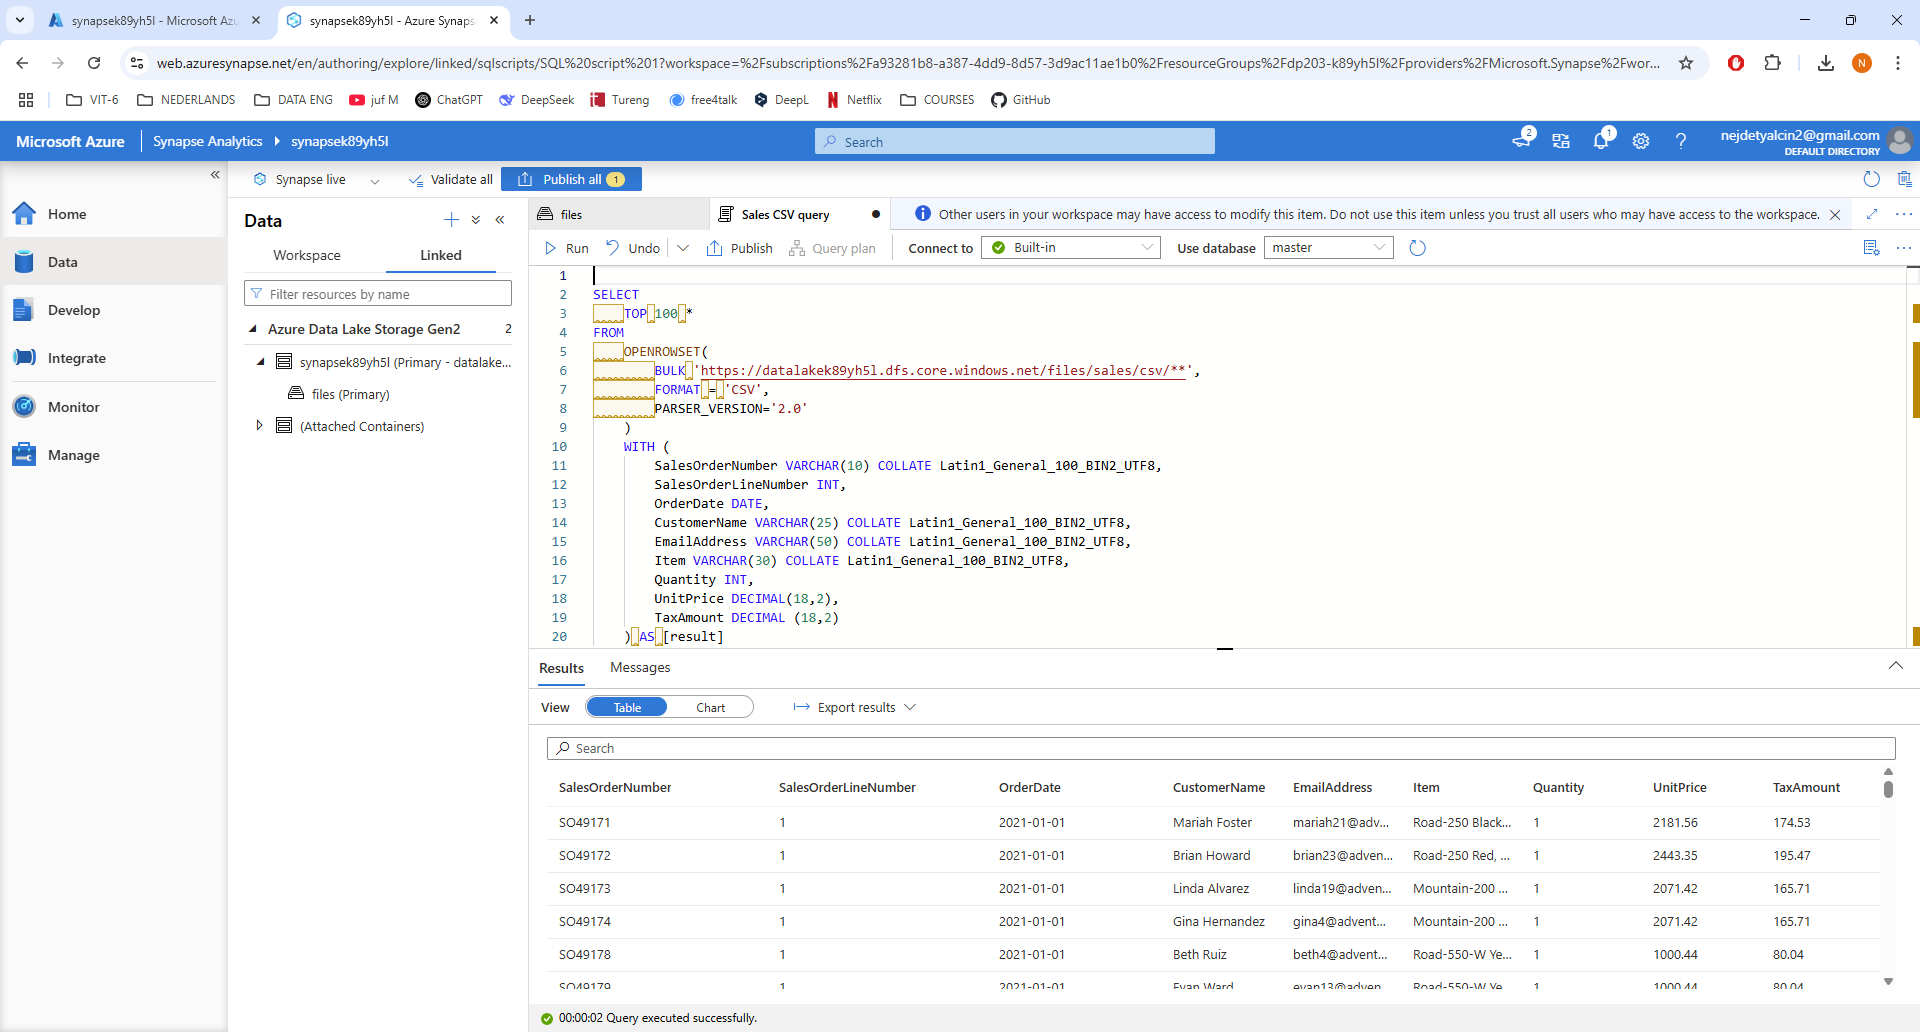 synapsek89yh5l - Microsoft Azu
synapsek89yh5l - Azure Synaps
web.azuresynapse.net/en/authoring/explore/linked/sqlscripts/SQL%20script%201?workspace=%2Fsubscriptions%2Fa93281b8-a387-4dd9-8d57-3d9ac11ae1b0%2FresourceGroups%2Fdp203-k89yh5l%2Fproviders%2FMicrosoft.Synapse%2Fwor...
N
VIT-6 NEDERLANDS DATA ENG juf M ChatGPT DeepSeek Tureng free4talk DeepL Netflix COURSES GitHub
Microsoft Azure Synapse Analytics synapsek89yh5l Search 2 1 nejdetyalcin2@gmail.com
DEFAULT DIRECTORY
Synapse live Validate all Publish all 1
Home
Data
Develop
Integrate
Monitor
Manage
Data
Workspace Linked
Filter resources by name
Azure Data Lake Storage Gen2 2
synapsek89yh5l (Primary - datalake...
files (Primary)
(Attached Containers)
files Sales CSV query Other users in your workspace may have access to modify this item. Do not use this item unless you trust all users who may have access to the workspace.
Run Undo Publish Query plan Connect to Built-in Use database master
1
2 SELECT
3 TOP 100 *
4 FROM
5 OPENROWSET(
6 BULK 'https://datalakek89yh5l.dfs.core.windows.net/files/sales/csv/**',
7 FORMAT = 'CSV',
8 PARSER_VERSION='2.0'
9 )
10 WITH (
11 SalesOrderNumber VARCHAR(10) COLLATE Latin1_General_100_BIN2_UTF8,
12 SalesOrderLineNumber INT,
13 OrderDate DATE,
14 CustomerName VARCHAR(25) COLLATE Latin1_General_100_BIN2_UTF8,
15 EmailAddress VARCHAR(50) COLLATE Latin1_General_100_BIN2_UTF8,
16 Item VARCHAR(30) COLLATE Latin1_General_100_BIN2_UTF8,
17 Quantity INT,
18 UnitPrice DECIMAL(18,2),
19 TaxAmount DECIMAL (18,2)
20 ) AS [result]
Results Messages
View Table Chart Export results
Search
SalesOrderNumber SalesOrderLineNumber OrderDate CustomerName EmailAddress Item Quantity UnitPrice TaxAmount
SO49171 1 2021-01-01 Mariah Foster mariah21@adv... Road-250 Black... 1 2181.56 174.53
SO49172 1 2021-01-01 Brian Howard brian23@adven... Road-250 Red, ... 1 2443.35 195.47
SO49173 1 2021-01-01 Linda Alvarez linda19@adven... Mountain-200 ... 1 2071.42 165.71
SO49174 1 2021-01-01 Gina Hernandez gina4@advent... Mountain-200 ... 1 2071.42 165.71
SO49178 1 2021-01-01 Beth Ruiz beth4@advent... Road-550-W Ye... 1 1000.44 80.04
SO49179 1 2021-01-01 Evan Ward evan13@adven Road-550-W Ye 1 1000.44 80.04
00:00:02 Query executed successfully.